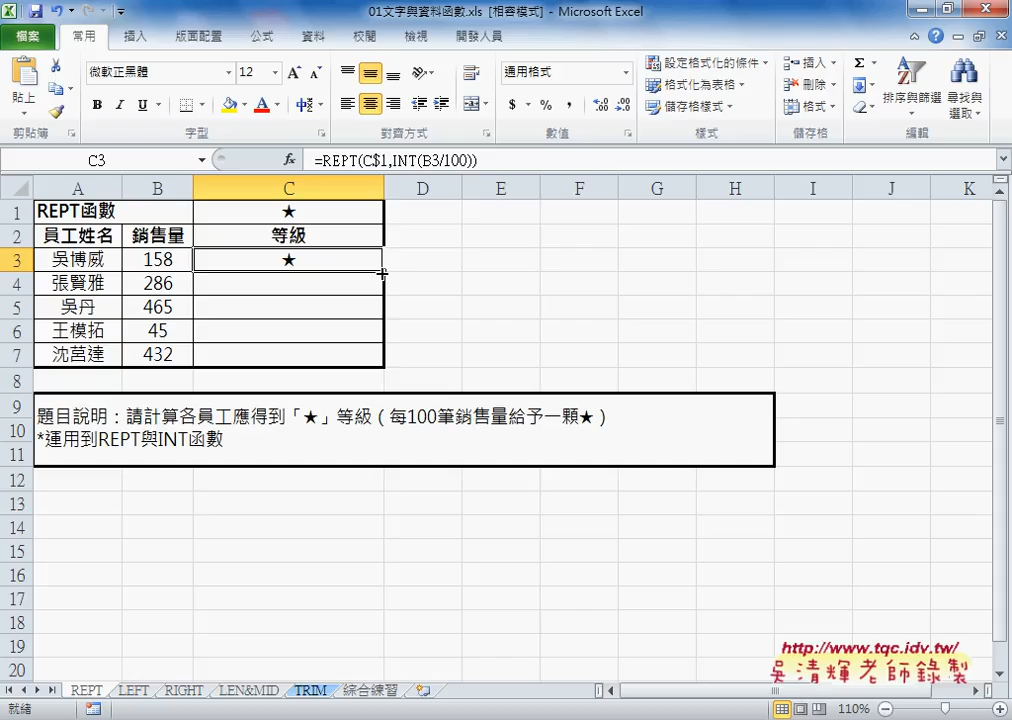 01文字與資料函數.xls [相容模式] - Microsoft Excel
檔案 常用 插入 版面配置 公式 資料 校閱 檢視 開發人員
貼上 微軟正黑體 12 通用格式 設定格式化的條件 插入 Σ
B I U 中 $ % , 格式化為表格 刪除 排序與篩選 尋找與選取
儲存格樣式 格式
剪貼簿 字型 對齊方式 數值 樣式 儲存格 編輯
C3 fx =REPT(C$1,INT(B3/100))
A B C D E F G H I J K
1 REPT函數 ★
2 員工姓名 銷售量 等級
3 吳博威 158 ★
4 張賢雅 286
5 吳丹 465
6 王模拓 45
7 沈莒達 432
8
9 題目說明：請計算各員工應得到「★」等級（每100筆銷售量給予一顆★）
10 *運用到REPT與INT函數
11
12
13
14
15
16
17
18
19 http://www.tqc.idv.tw/
20 吳清輝老師錄製
REPT LEFT RIGHT LEN&MID TRIM 綜合練習
就緒 110%